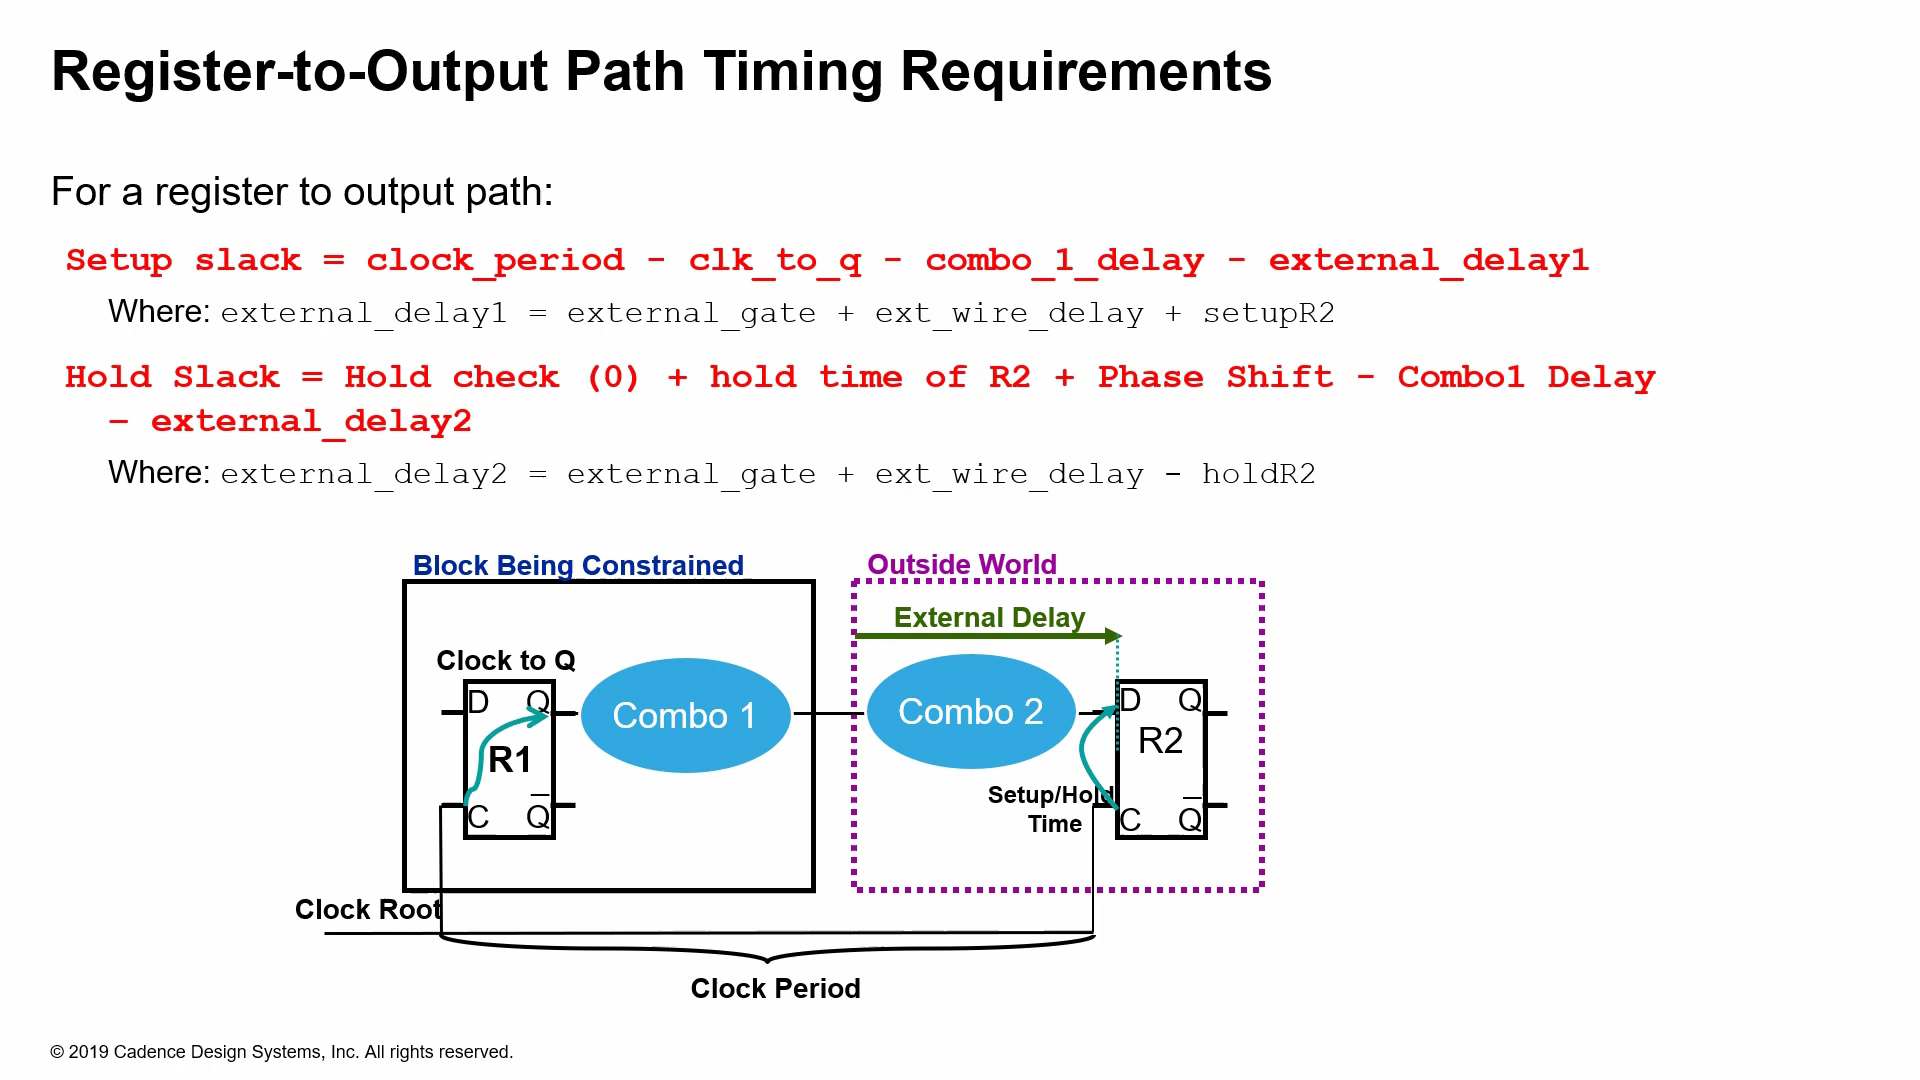 Register-to-Output Path Timing Requirements
For a register to output path:
Setup slack = clock_period - clk_to_q - combo_1_delay - external_delay1
Where: external_delay1 = external_gate + ext_wire_delay + setupR2
Hold Slack = Hold check (0) + hold time of R2 + Phase Shift - Combo1 Delay
– external_delay2
Where: external_delay2 = external_gate + ext_wire_delay - holdR2
Block Being Constrained
Outside World
External Delay
Clock to Q
D Q
Combo 1
Combo 2
D Q
R1
R2
Setup/Hold
Time
C Q
C Q
Clock Root
Clock Period
© 2019 Cadence Design Systems, Inc. All rights reserved.